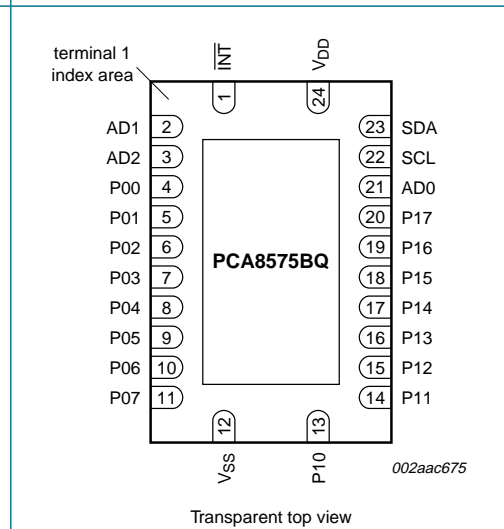 terminal 1
index area
INT
VDD
1
24
AD1 2
23 SDA
AD2 3
22 SCL
P00 4
21 AD0
P01 5
20 P17
P02 6
19 P16
PCA8575BQ
P03 7
18 P15
P04 8
17 P14
P05 9
16 P13
P06 10
15 P12
P07 11
14 P11
12
13
VSS
P10
002aac675
Transparent top view